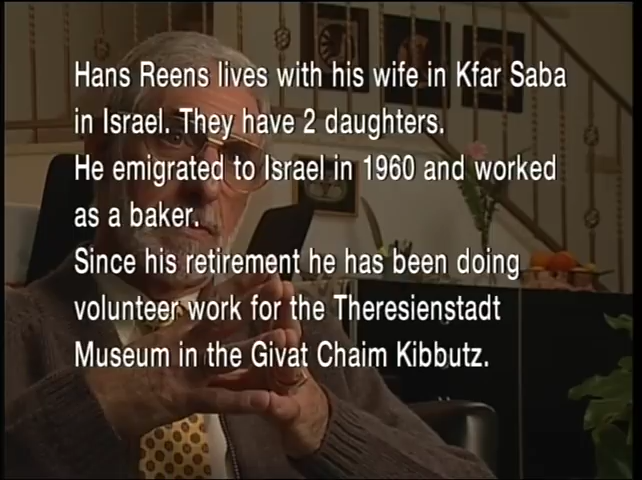 Hans Reens lives with his wife in Kfar Saba
in Israel. They have 2 daughters.
He emigrated to Israel in 1960 and worked
as a baker.
Since his retirement he has been doing
volunteer work for the Theresienstadt
Museum in the Givat Chaim Kibbutz.